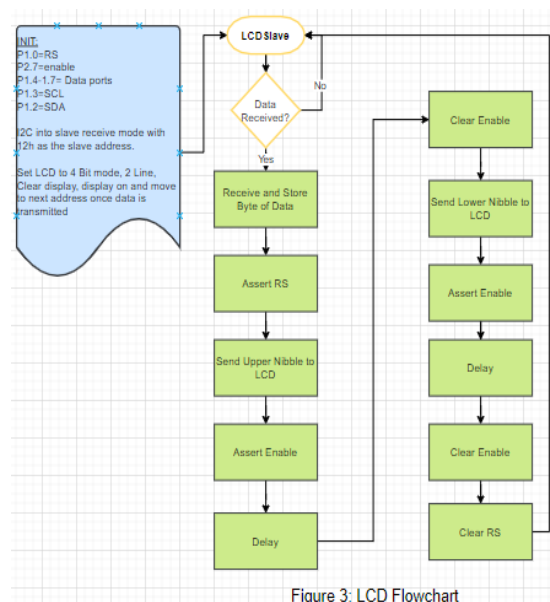 INIT:
P1.0=RS
P2.7=enable
P1.4-1.7= Data ports
P1.3=SCL
P1.2=SDA
I2C into slave receive mode with
12h as the slave address.
Set LCD to 4 Bit mode, 2 Line,
Clear display, display on and move
to next address once data is
transmitted
LCD Slave
Data
Received?
No
Yes
Receive and Store
Byte of Data
Assert RS
Send Upper Nibble to
LCD
Assert Enable
Delay
Clear Enable
Send Lower Nibble to
LCD
Assert Enable
Delay
Clear Enable
Clear RS
Figure 3: LCD Flowchart